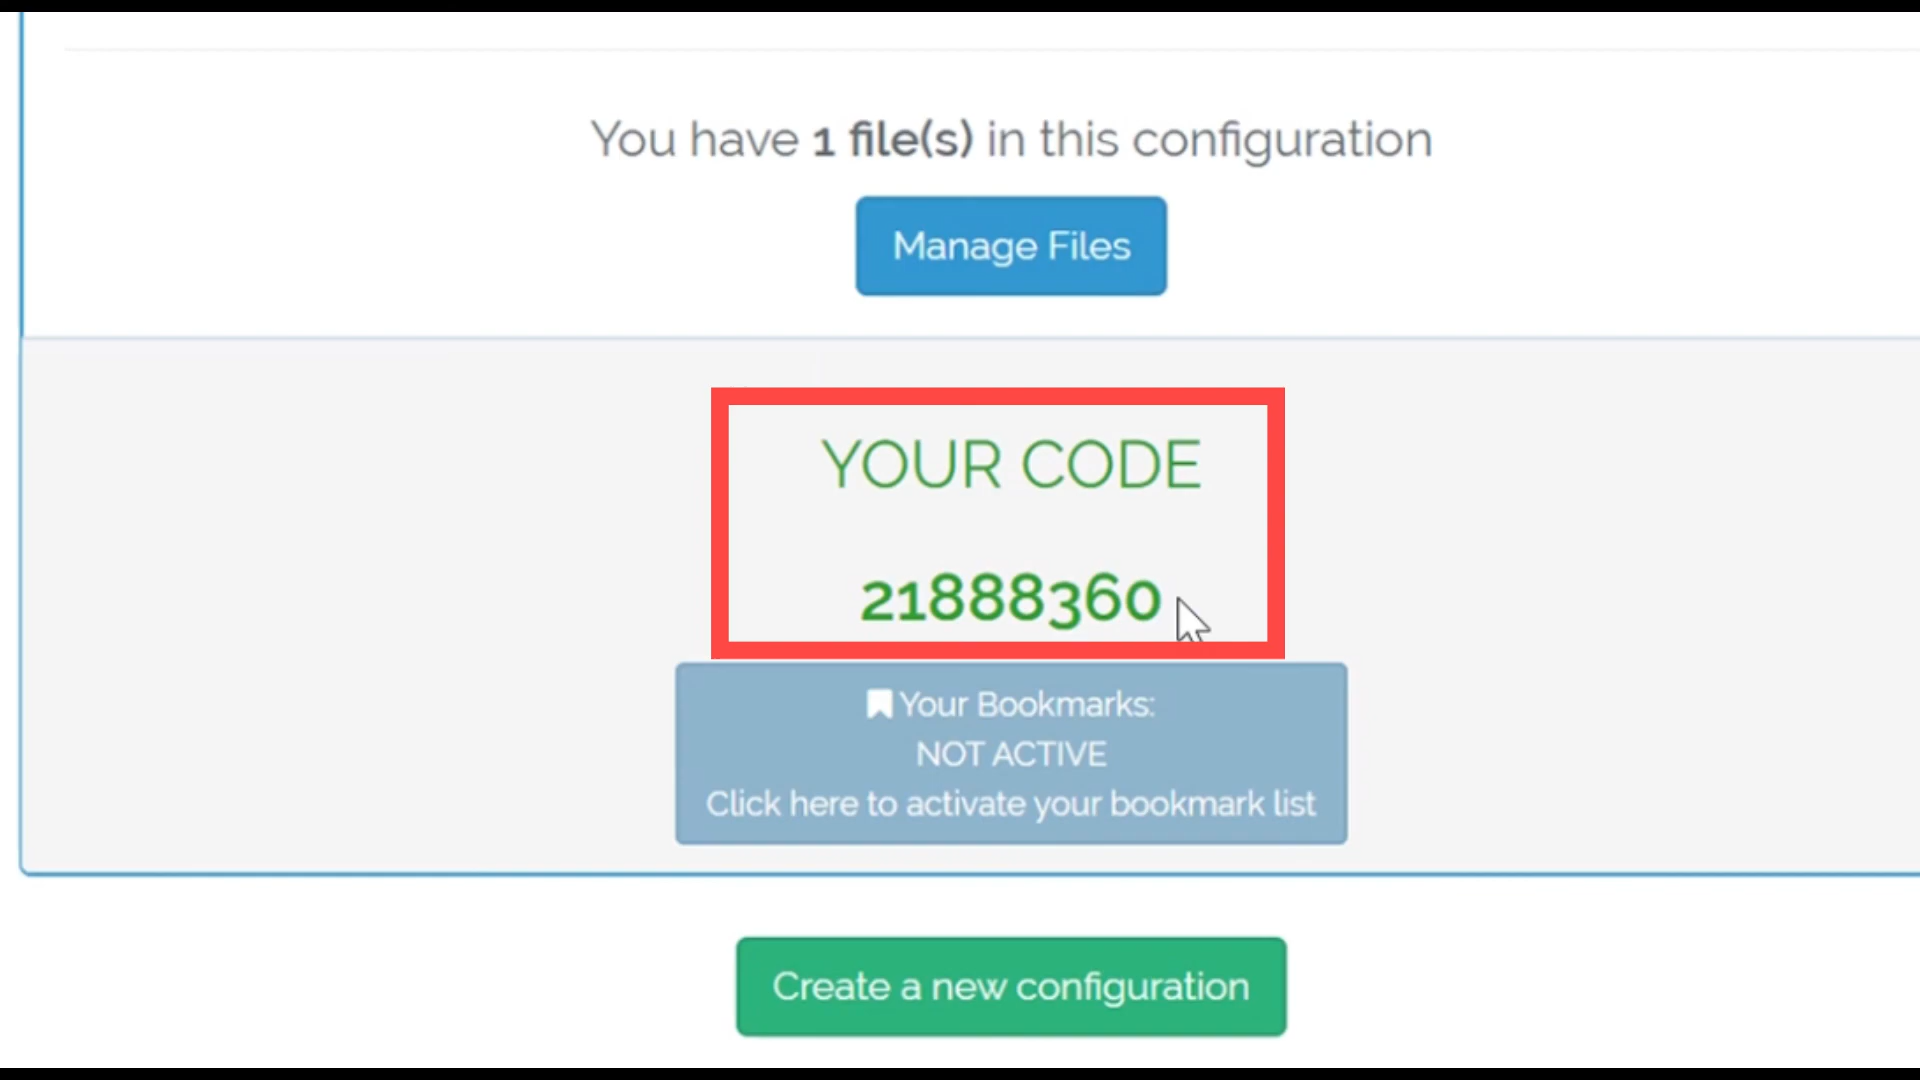 You have 1 file(s) in this configuration
Manage Files
YOUR CODE
21888360
Your Bookmarks:
NOT ACTIVE
Click here to activate your bookmark list
Create a new configuration